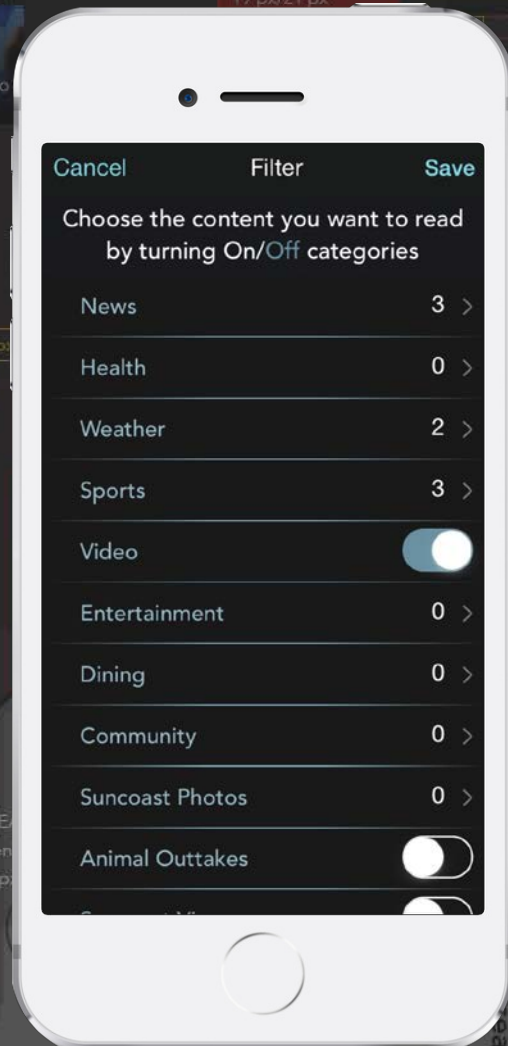 Cancel Filter Save
Choose the content you want to read
by turning On/Off categories
News 3
Health 0
Weather 2
Sports 3
Video
Entertainment 0
Dining 0
Community 0
Suncoast Photos 0
Animal Outtakes